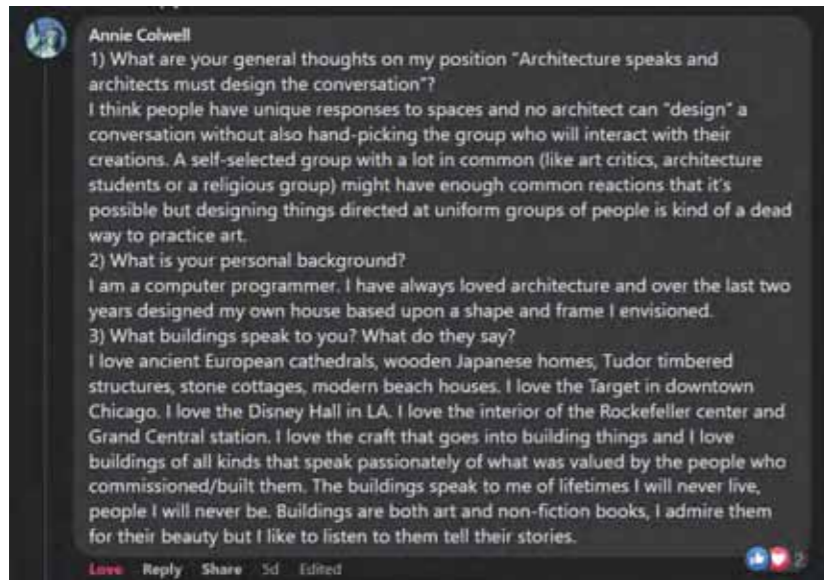 Annie Colwell
1) What are your general thoughts on my position "Architecture speaks and
architects must design the conversation"?
I think people have unique responses to spaces and no architect can "design" a
conversation without also hand-picking the group who will interact with their
creations. A self-selected group with a lot in common (like art critics, architecture
students or a religious group) might have enough common reactions that it's
possible but designing things directed at uniform groups of people is kind of a dead
way to practice art.
2) What is your personal background?
I am a computer programmer. I have always loved architecture and over the last two
years designed my own house based upon a shape and frame I envisioned.
3) What buildings speak to you? What do they say?
I love ancient European cathedrals, wooden Japanese homes, Tudor timbered
structures, stone cottages, modern beach houses. I love the Target in downtown
Chicago. I love the Disney Hall in LA. I love the interior of the Rockefeller center and
Grand Central station. I love the craft that goes into building things and I love
buildings of all kinds that speak passionately of what was valued by the people who
commissioned/built them. The buildings speak to me of lifetimes I will never live,
people I will never be. Buildings are both art and non-fiction books, I admire them
for their beauty but I like to listen to them tell their stories.
Love Reply Share 5d Edited 2